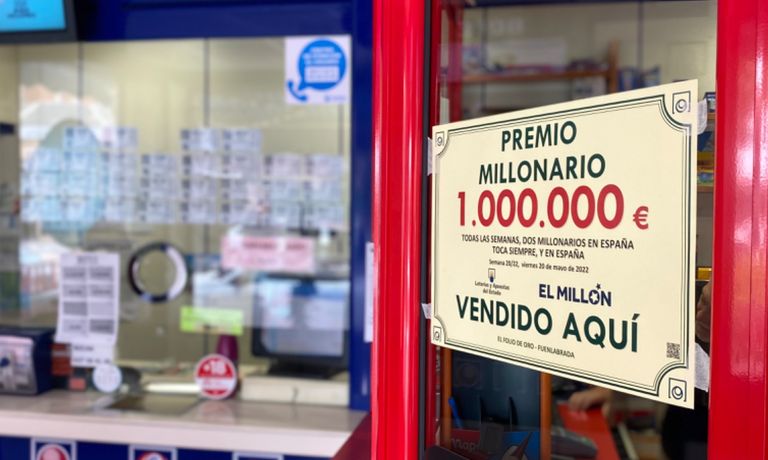 PREMIO
MILLONARIO
1.000.000 €
TODAS LAS SEMANAS, DOS MILLONARIOS EN ESPAÑA
TOCA SIEMPRE, Y EN ESPAÑA
Semana 20/22, viernes 20 de mayo de 2022
Loterías y Apuestas
del Estado
EL MILLÓN
VENDIDO AQUÍ
EL FOLIO DE ORO - FUENLABRADA
+18